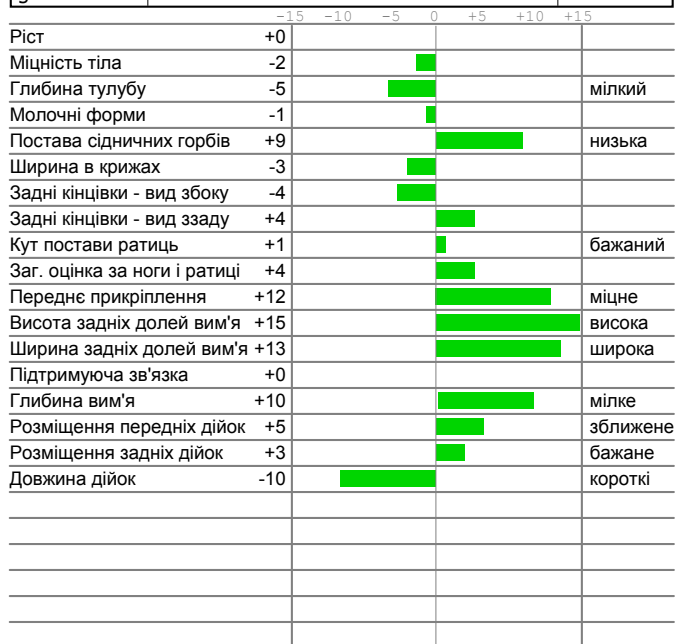 -15 -10 -5 0 +5 +10 +15
Ріст +0
Міцність тіла -2
Глибина тулубу -5 мілкий
Молочні форми -1
Постава сідничних горбів +9 низька
Ширина в крижах -3
Задні кінцівки - вид збоку -4
Задні кінцівки - вид ззаду +4
Кут постави ратиць +1 бажаний
Заг. оцінка за ноги і ратиці +4
Переднє прикріплення +12 міцне
Висота задніх долей вим'я +15 висока
Ширина задніх долей вим'я +13 широка
Підтримуюча зв'язка +0
Глибина вим'я +10 мілке
Розміщення передніх дійок +5 зближене
Розміщення задніх дійок +3 бажане
Довжина дійок -10 короткі